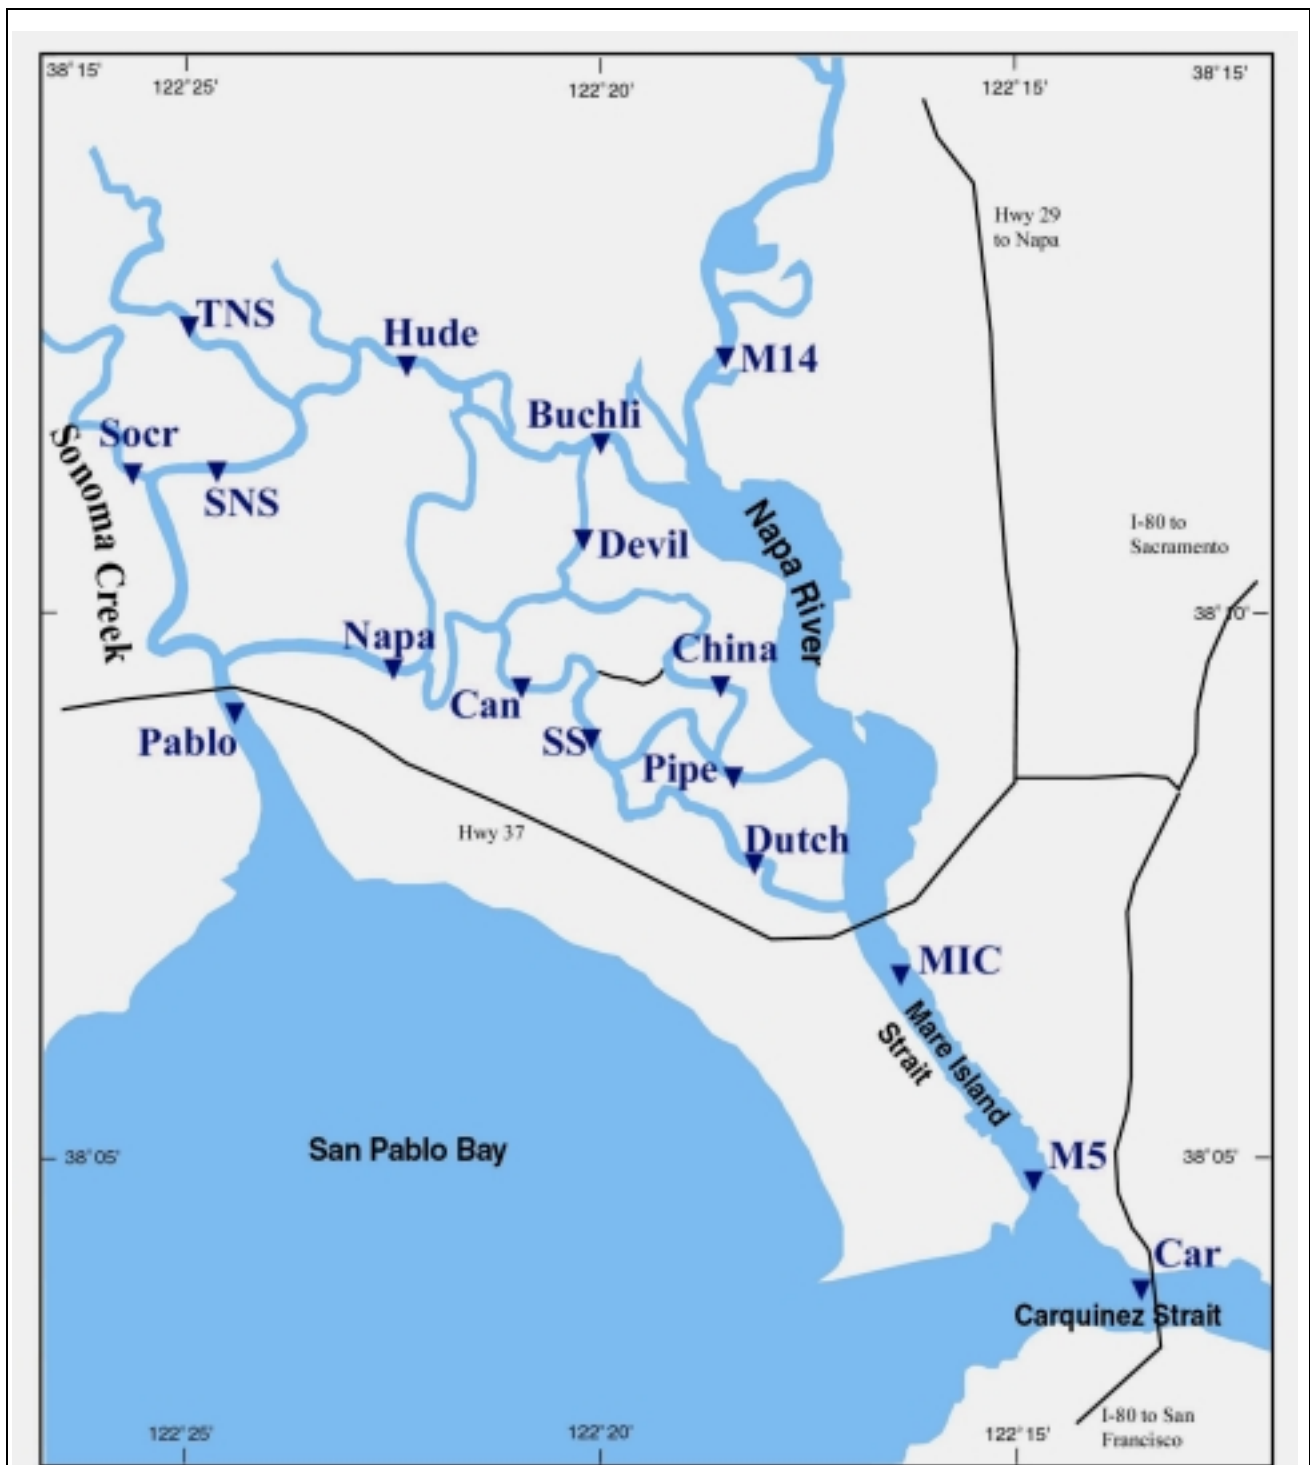 38°15'
122°25'
122°20'
122°15'
38°15'
Hwy 29
to Napa
TNS
Hude
M14
Buchli
Socr
SNS
Sonoma Creek
Napa River
I-80 to
Sacramento
Devil
38°10'
Napa
China
Can
SS
Pablo
Pipe
Hwy 37
Dutch
MIC
Mare Island
Strait
San Pablo Bay
38°05'
M5
38°05'
Car
Carquinez Strait
I-80 to San
Francisco
122°25'
122°20'
122°15'